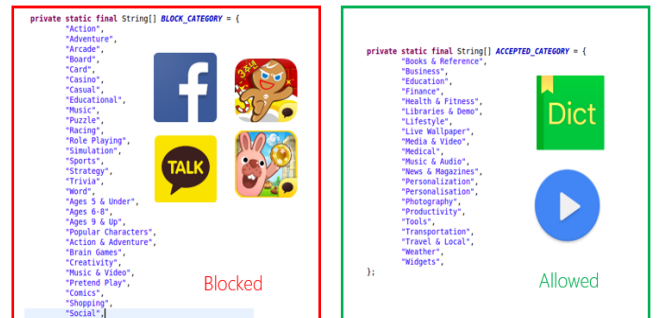 private static final String[] BLOCK_CATEGORY = {
"Action",
"Adventure",
"Arcade",
"Board",
"Card",
"Casino",
"Casual",
"Educational",
"Music",
"Puzzle",
"Racing",
"Role Playing",
"Simulation",
"Sports",
"Strategy",
"Trivia",
"Word",
"Ages 5 & Under",
"Ages 6-8",
"Ages 9 & Up",
"Popular Characters",
"Action & Adventure",
"Brain Games",
"Creativity",
"Music & Video",
"Pretend Play",
"Comics",
"Shopping",
"Social",
f
3주년
TALK
Blocked
private static final String[] ACCEPTED_CATEGORY = {
"Books & Reference",
"Business",
"Education",
"Finance",
"Health & Fitness",
"Libraries & Demo",
"Lifestyle",
"Live Wallpaper",
"Media & Video",
"Medical",
"Music & Audio",
"News & Magazines",
"Personalization",
"Personalisation",
"Photography",
"Productivity",
"Tools",
"Transportation",
"Travel & Local",
"Weather",
"Widgets",
};
Dict
Allowed